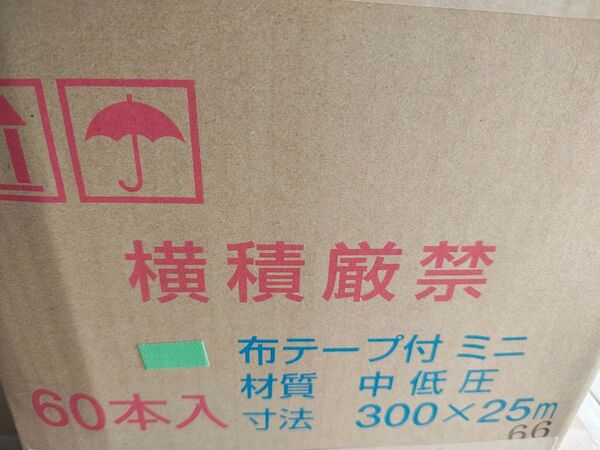 横積厳禁
布テープ付 ミニ
材質 中低圧
60本入 寸法 300×25m
66